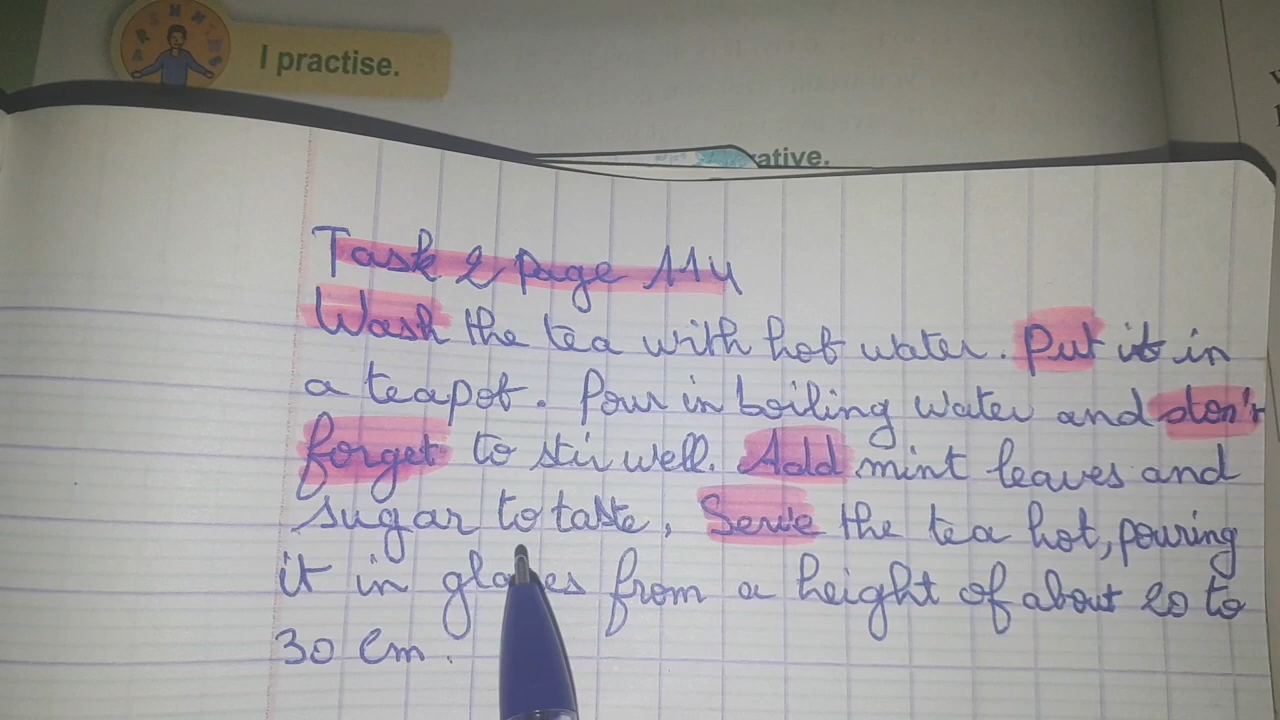 ARSHNIHS
I practise.
ative.
Task 2 page 114
Wash the tea with hot water. Put it in
a teapot. Pour in boiling water and don't
forget to stir well. Add mint leaves and
sugar to taste, Serve the tea hot, pouring
it in from a height of about 20 to
30 cm.